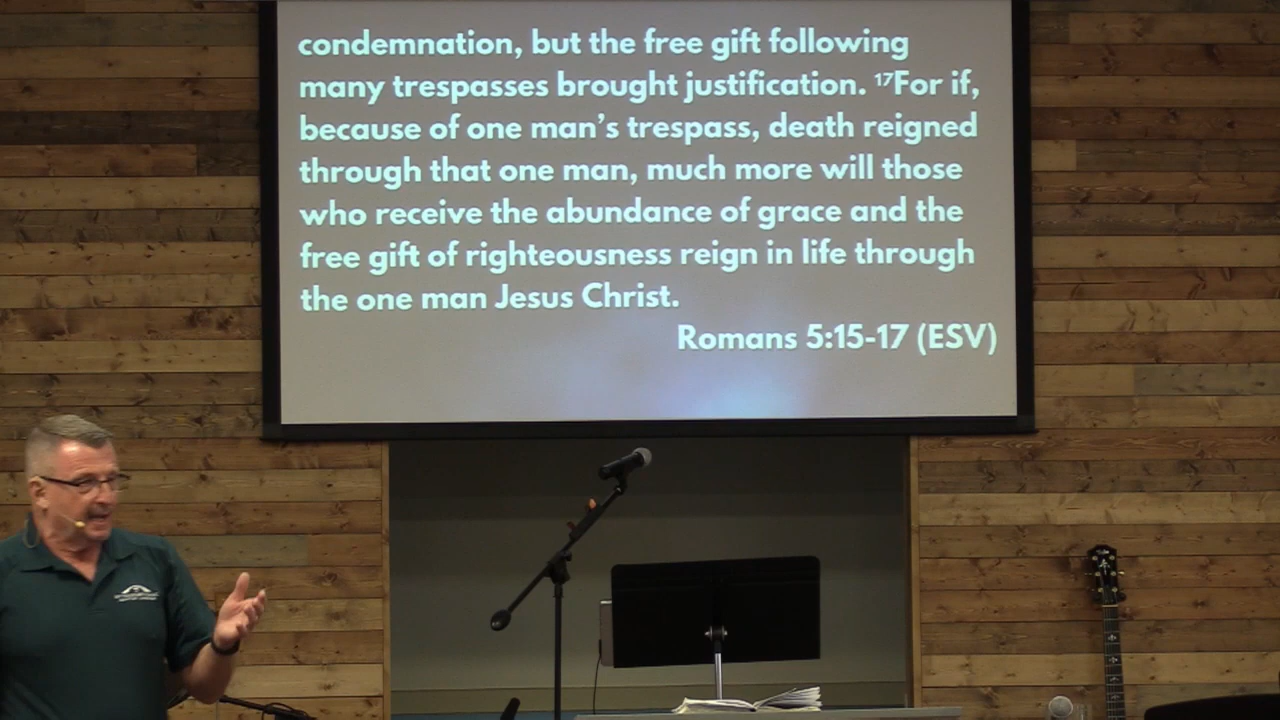 condemnation, but the free gift following
many trespasses brought justification. ¹⁷For if,
because of one man’s trespass, death reigned
through that one man, much more will those
who receive the abundance of grace and the
free gift of righteousness reign in life through
the one man Jesus Christ.
Romans 5:15-17 (ESV)